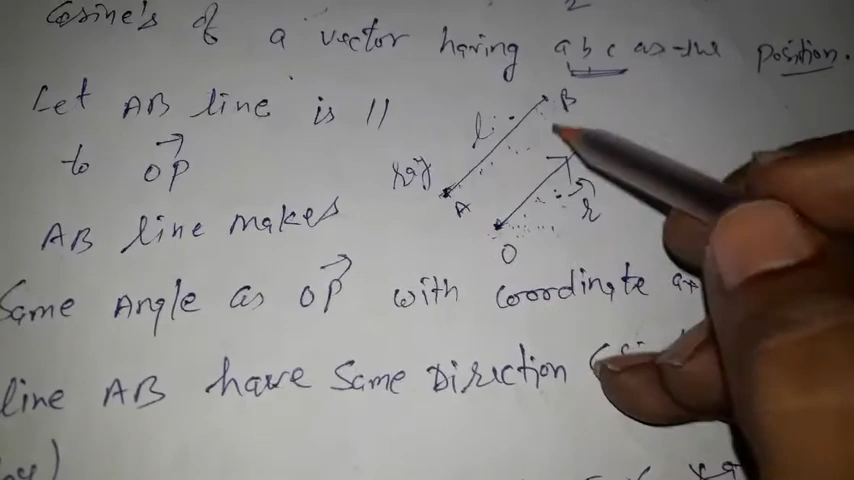 Cosine's of a vector having abc as the position.
Let AB line is ||
to OP
l B
A
r
O
AB line makes
Same Angle as OP with coordinate
line AB have same Direction